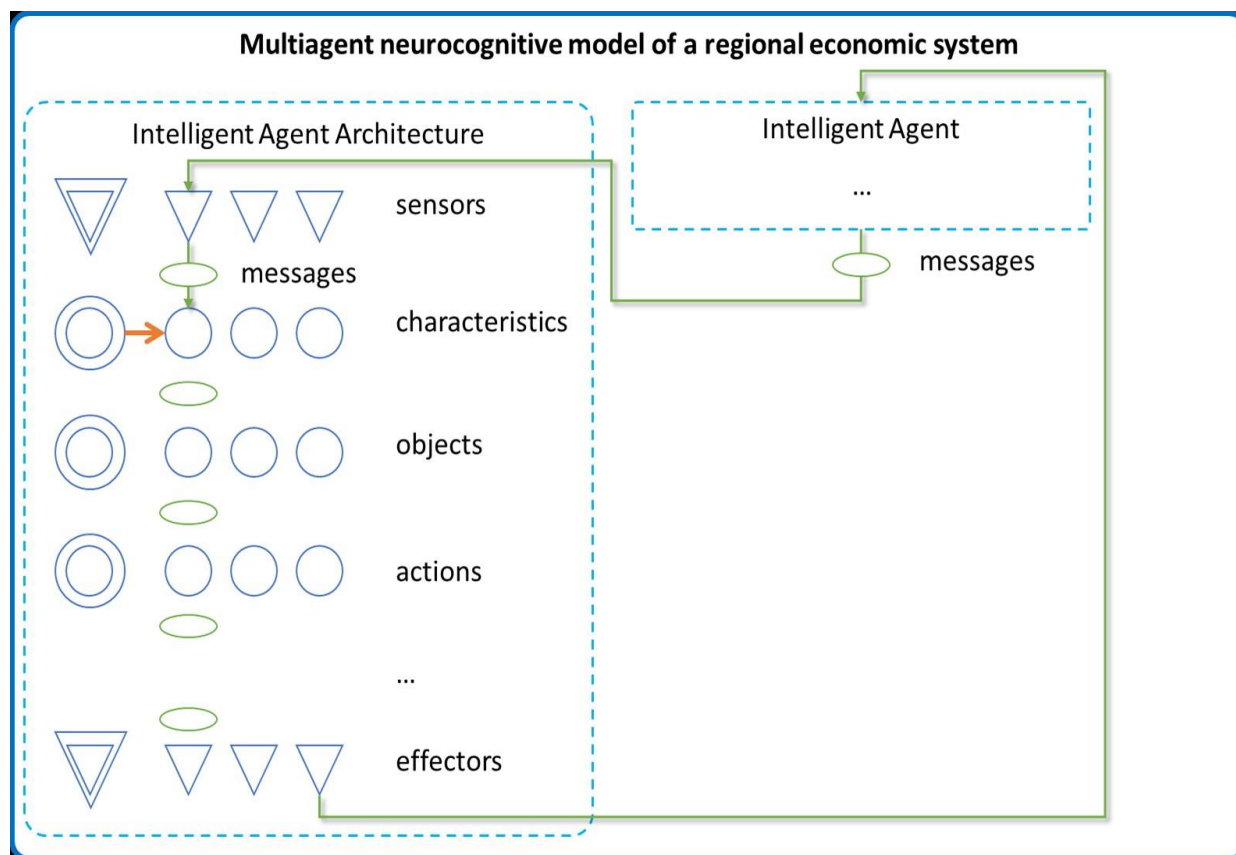 Multiagent neurocognitive model of a regional economic system
Intelligent Agent Architecture
sensors
messages
characteristics
objects
actions
...
effectors
Intelligent Agent
...
messages